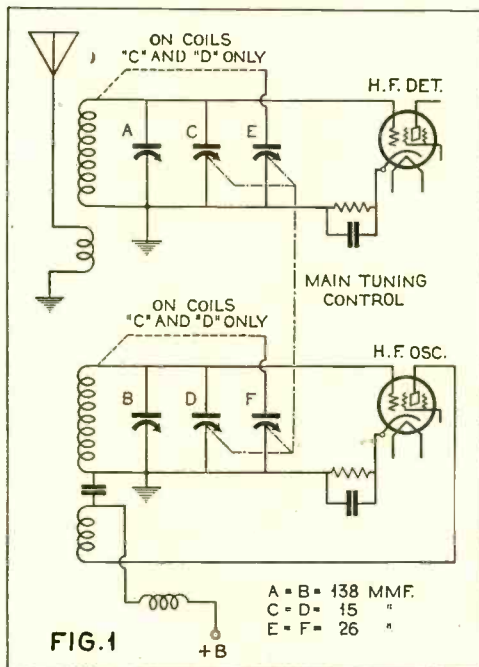 ON COILS
"C" AND "D" ONLY
H.F. DET.
A
C
E
MAIN TUNING
CONTROL
ON COILS
"C" AND "D" ONLY
H.F. OSC.
B
D
F
A = B = 138 MMF.
C = D = 15 "
E = F = 26 "
+B
FIG.1